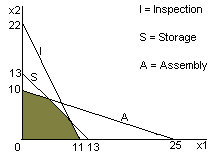 x2
I = Inspection
22
I
S = Storage
13
S
A = Assembly
10
A
0
11 13
25
x1